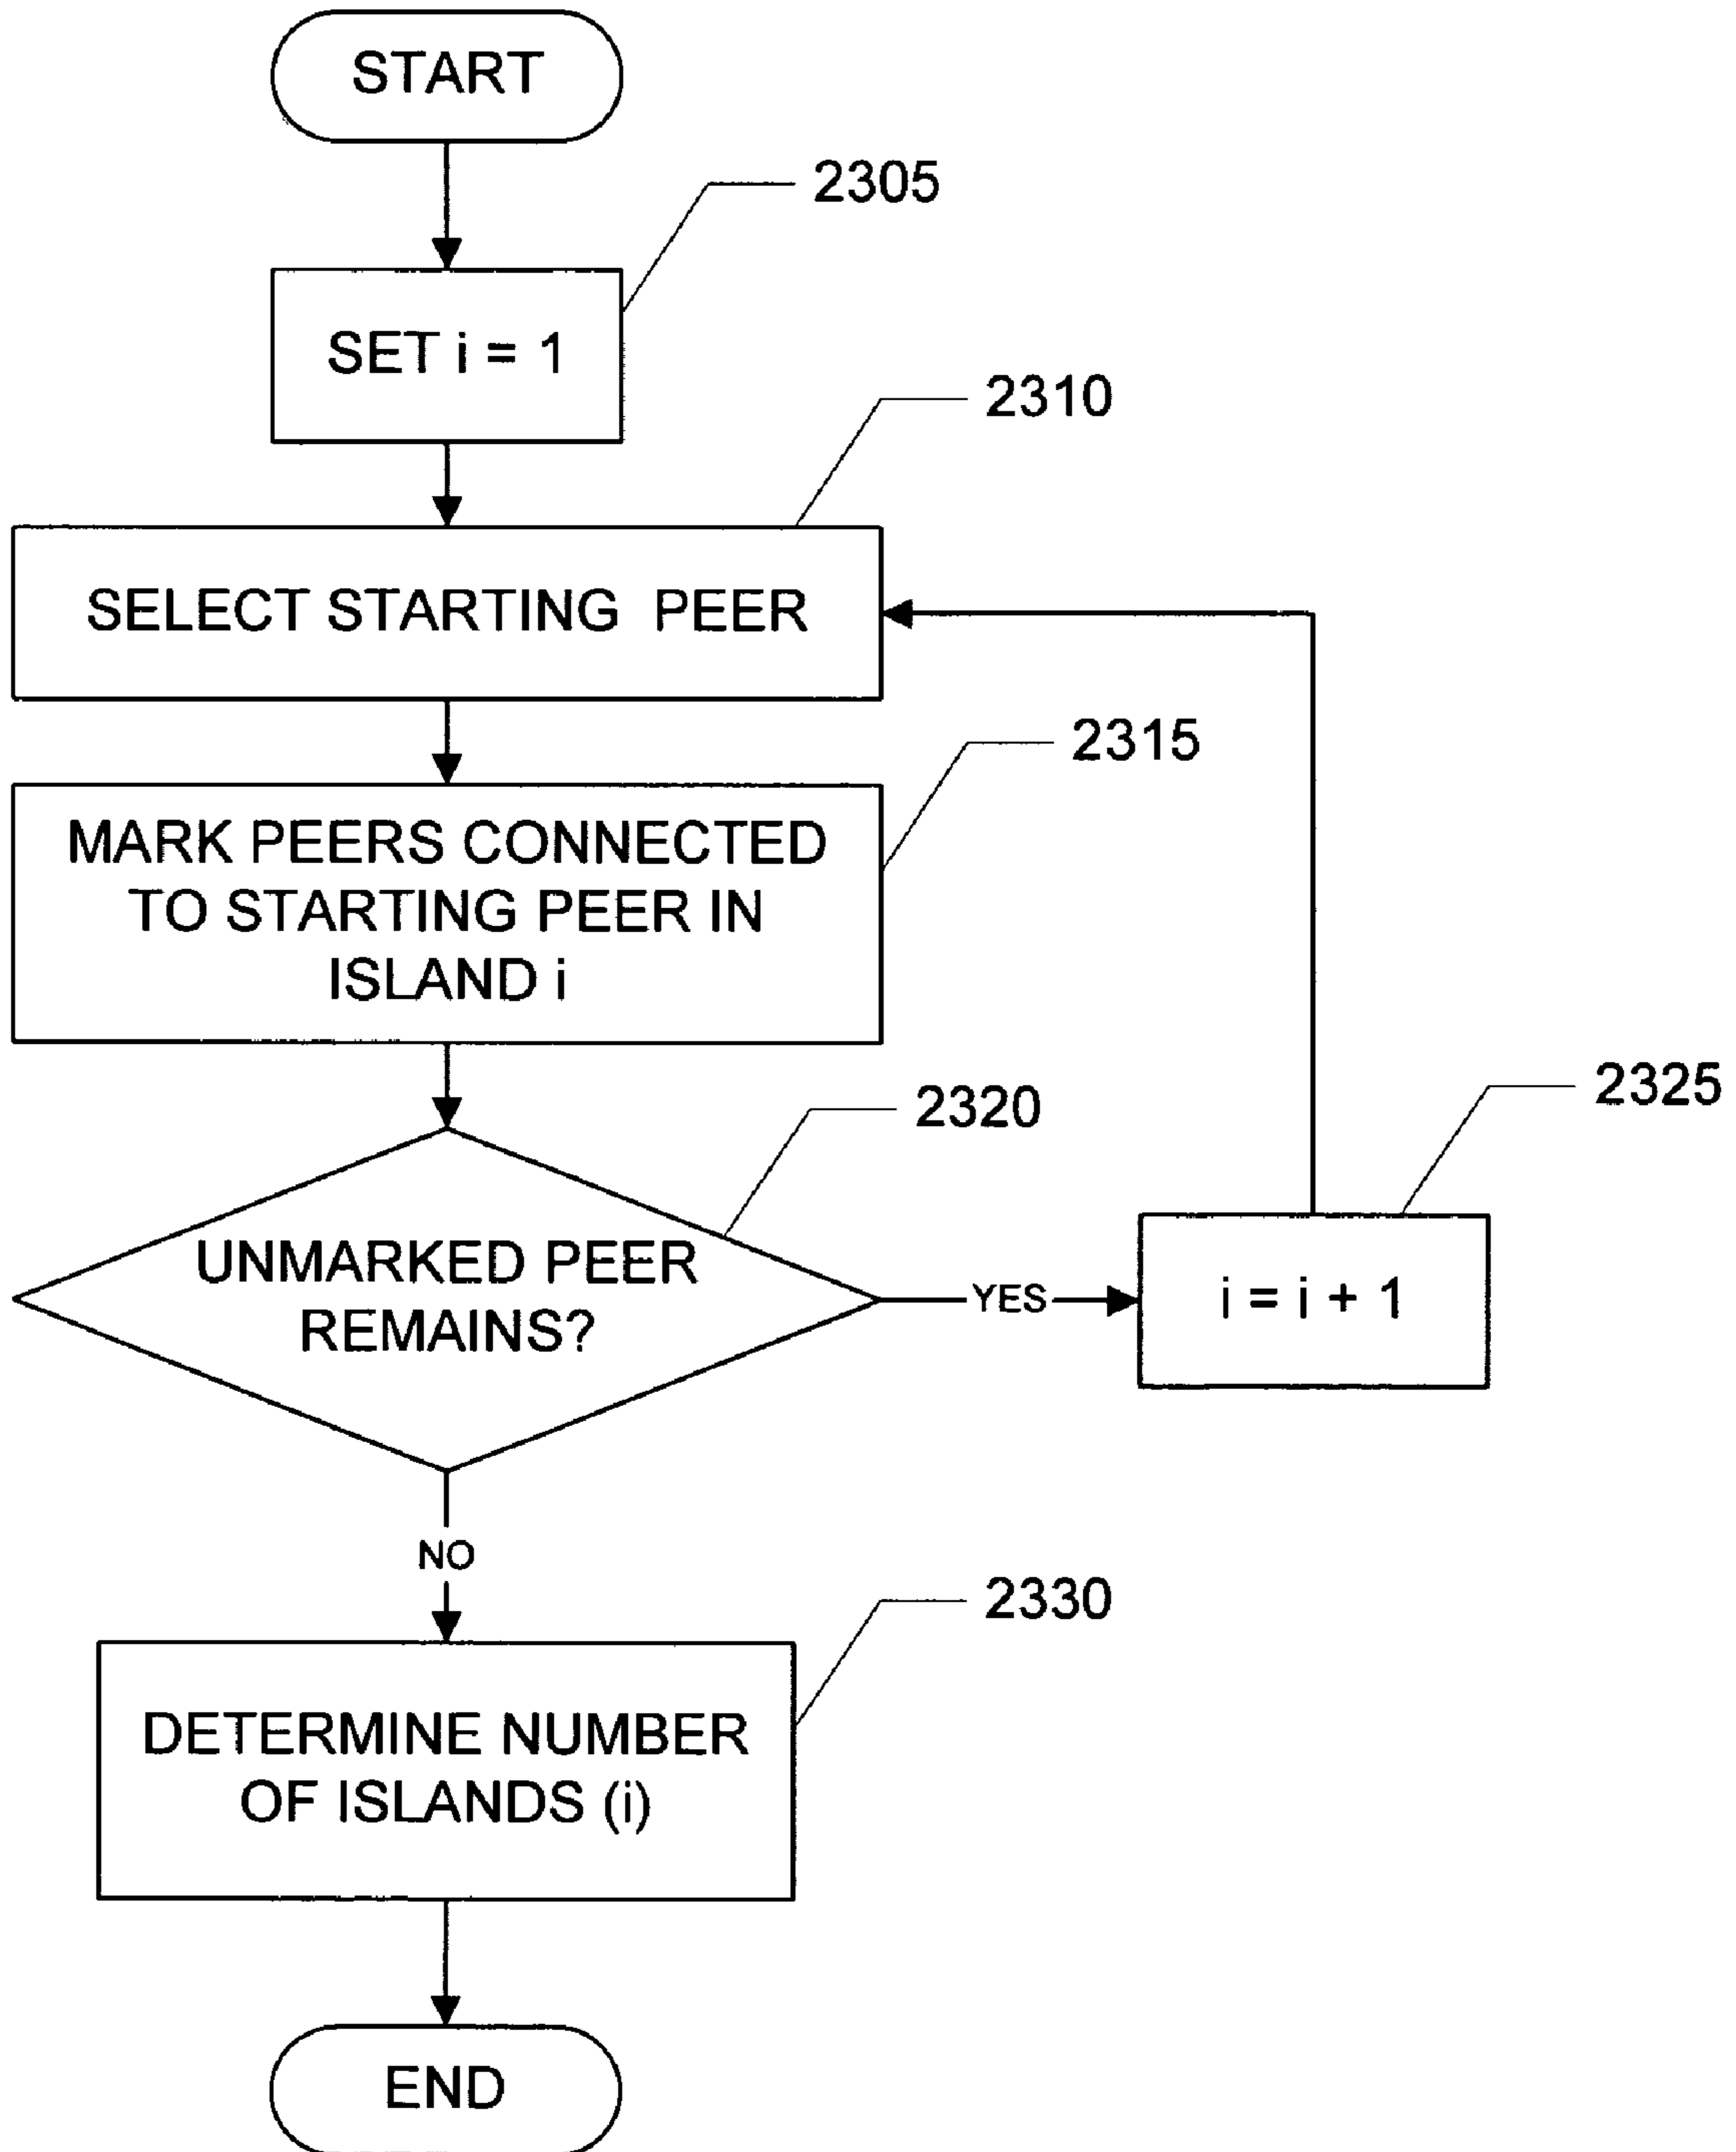 START
2305
SET i = 1
2310
SELECT STARTING PEER
2315
MARK PEERS CONNECTED
TO STARTING PEER IN
ISLAND i
2320
2325
UNMARKED PEER
REMAINS?
YES
i = i + 1
NO
2330
DETERMINE NUMBER
OF ISLANDS (i)
END